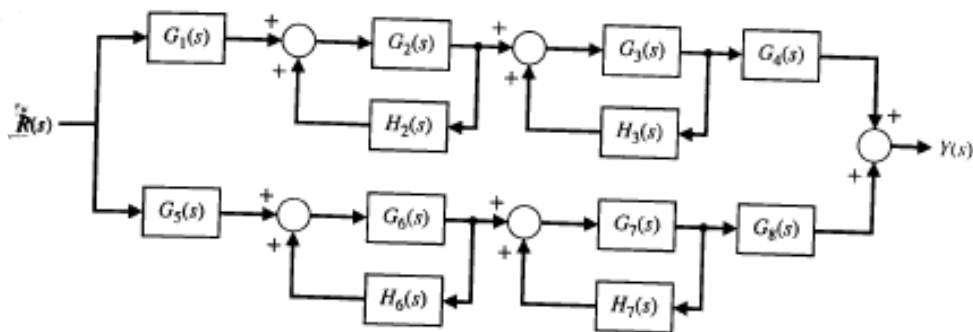 G₁(s)
+
G₂(s)
+
G₃(s)
G₄(s)
+
H₂(s)
+
H₃(s)
+
R(s)
Y(s)
+
G₅(s)
+
G₆(s)
+
G₇(s)
G₈(s)
+
H₆(s)
+
H₇(s)